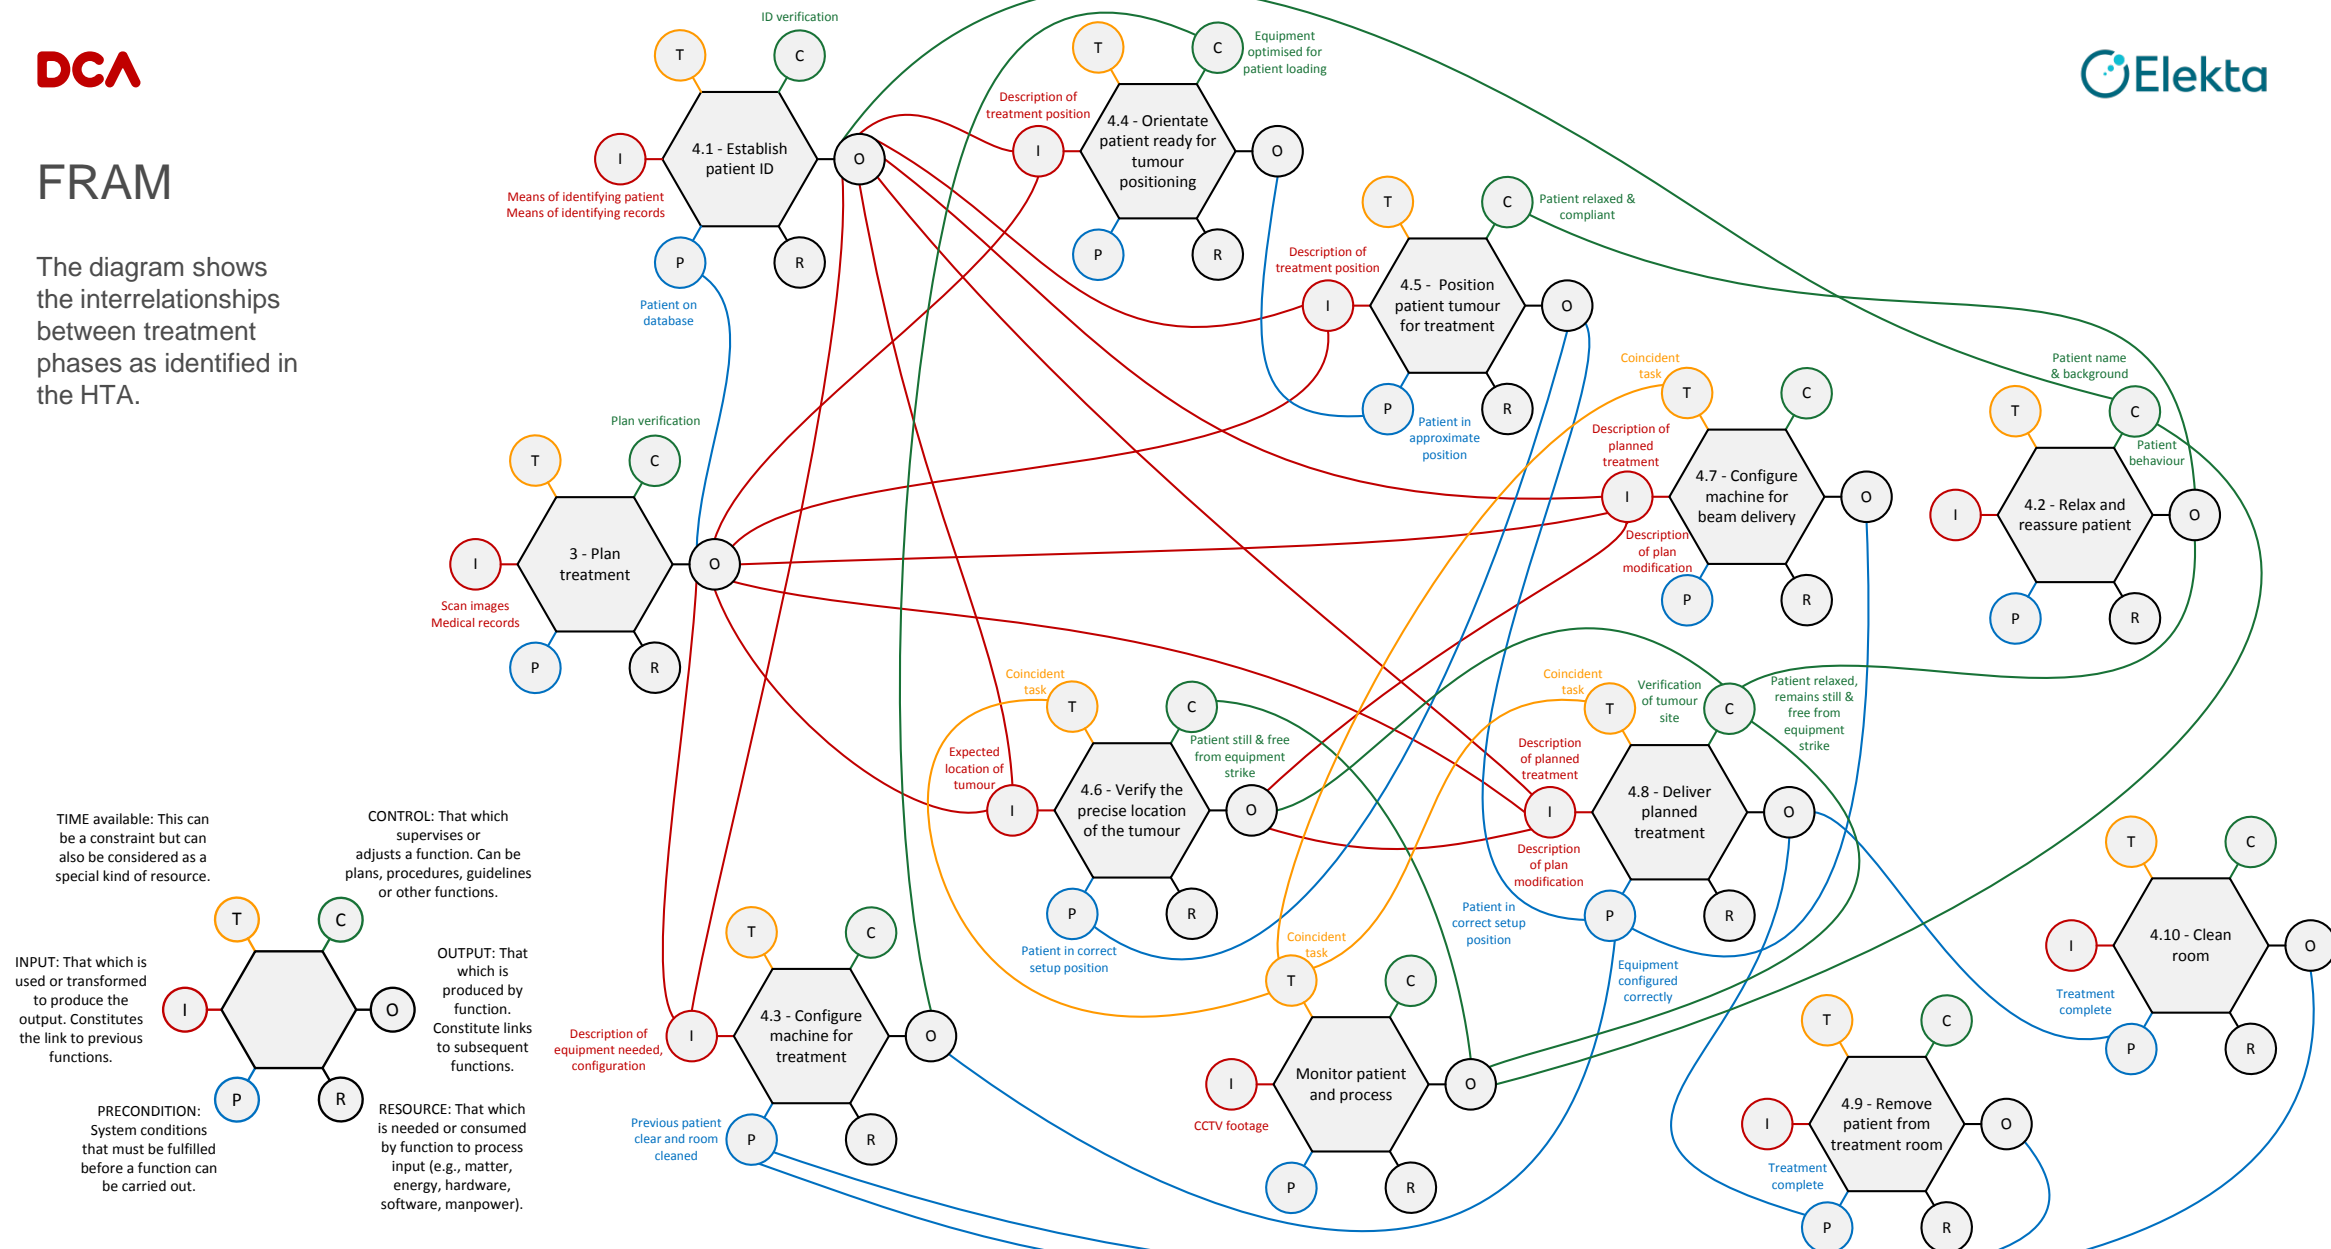 DCA
Elekta
FRAM
The diagram shows
the interrelationships
between treatment
phases as identified in
the HTA.
ID verification
T
C
4.1 - Establish
patient ID
I
O
Means of identifying patient
Means of identifying records
P
R
Patient on
database
T
C
Equipment
optimised for
patient loading
Description of
treatment position
4.4 - Orientate
patient ready for
tumour
positioning
I
O
P
R
T
C
Patient relaxed &
compliant
Description of
treatment position
4.5 - Position
patient tumour
for treatment
I
O
P
R
Patient in
approximate
position
Coincident
task
T
C
Description of
planned
treatment
4.7 - Configure
machine for
beam delivery
I
O
Description
of plan
modification
P
R
Patient name
& background
T
C
Patient
behaviour
4.2 - Relax and
reassure patient
I
O
P
R
Plan verification
T
C
3 - Plan
treatment
I
O
Scan images
Medical records
P
R
Coincident
task
T
C
Patient still & free
from equipment
strike
Expected
location of
tumour
4.6 - Verify the
precise location
of the tumour
I
O
P
R
Patient in correct
setup position
Coincident
task
T
Verification
of tumour
site
C
Patient relaxed,
remains still &
free from
equipment
strike
Description
of planned
treatment
4.8 - Deliver
planned
treatment
I
O
Description
of plan
modification
P
R
Patient in
correct setup
position
Equipment
configured
correctly
T
C
4.10 - Clean
room
I
O
Treatment
complete
P
R
T
C
4.3 - Configure
machine for
treatment
I
O
Description of
equipment needed,
configuration
P
R
Previous patient
clear and room
cleaned
Coincident
task
T
C
Monitor patient
and process
I
O
CCTV footage
P
R
T
C
4.9 - Remove
patient from
treatment room
I
O
Treatment
complete
P
R
TIME available: This can
be a constraint but can
also be considered as a
special kind of resource.
CONTROL: That which
supervises or
adjusts a function. Can be
plans, procedures, guidelines
or other functions.
T
C
INPUT: That which is
used or transformed
to produce the
output. Constitutes
the link to previous
functions.
I
O
OUTPUT: That
which is
produced by
function.
Constitute links
to subsequent
functions.
P
R
PRECONDITION:
System conditions
that must be fulfilled
before a function can
be carried out.
RESOURCE: That which
is needed or consumed
by function to process
input (e.g., matter,
energy, hardware,
software, manpower).